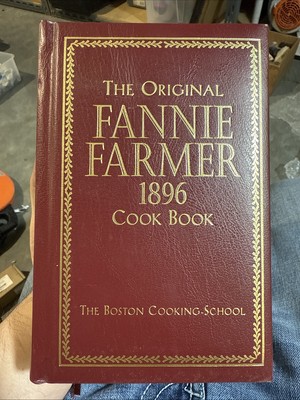 The Original
FANNIE
FARMER
1896
Cook Book
The Boston Cooking-School